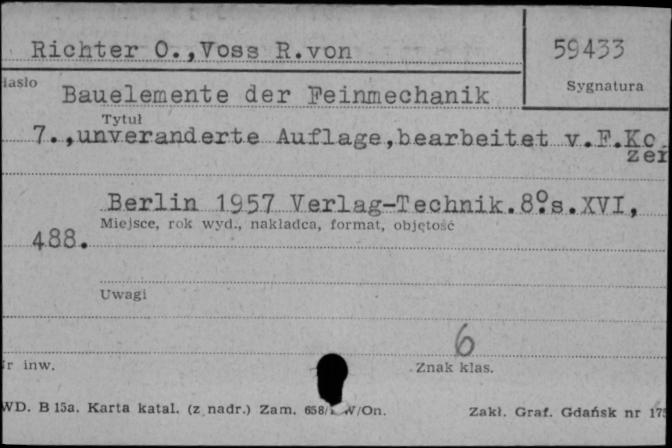 Richter O.,Voss R.von
59433
Hasło
Sygnatura
Bauelemente der Feinmechanik
Tytuł
7.,unveranderte Auflage,bearbeitet v.F.Ko
zer
Berlin 1957 Verlag-Technik.8°.s.XVI,
Miejsce, rok wyd., nakładca, format, objętość
488.
Uwagi
6
Nr inw.
Znak klas.
WD. B 15a. Karta katal. (z nadr.) Zam. 658/ W/On.
Zakł. Graf. Gdańsk nr 175